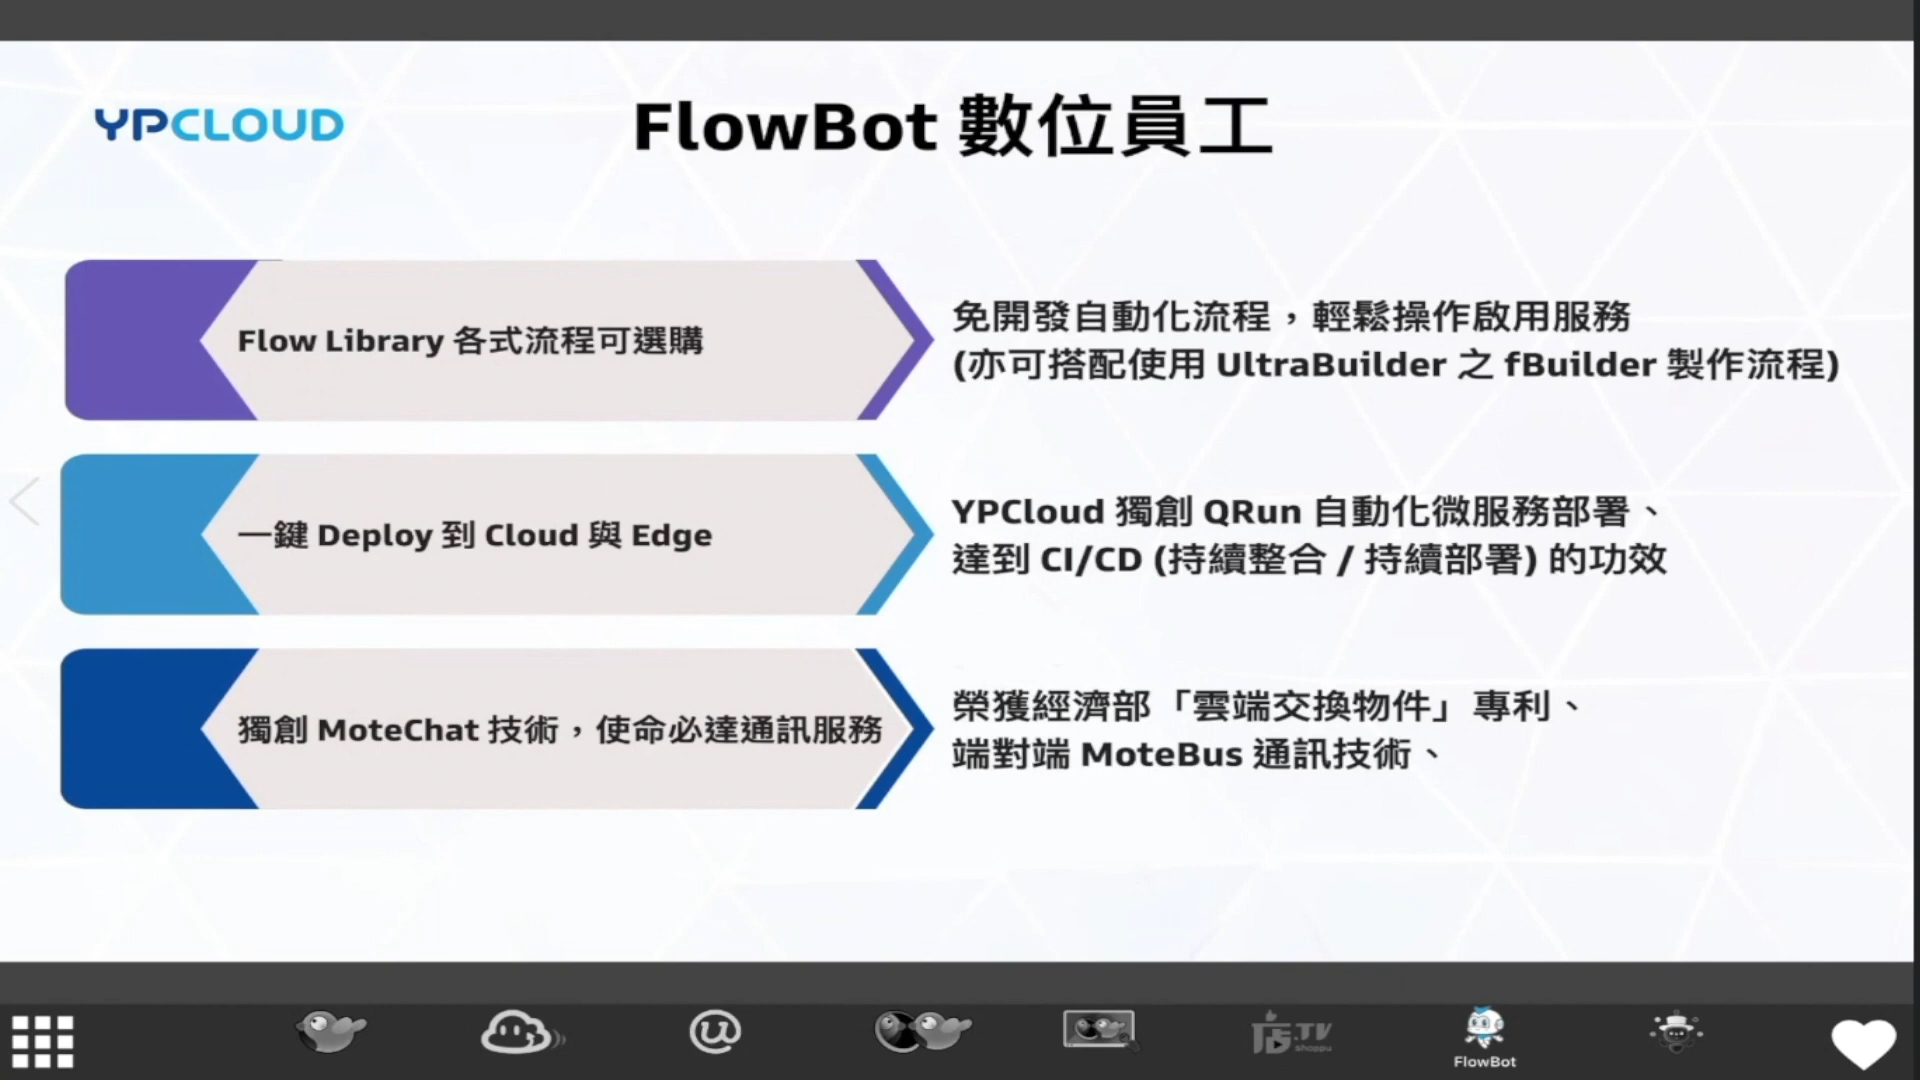 YPCLOUD
FlowBot 數位員工
Flow Library 各式流程可選購
免開發自動化流程，輕鬆操作啟用服務
(亦可搭配使用 UltraBuilder 之 fBuilder 製作流程)
一鍵 Deploy 到 Cloud 與 Edge
YPCloud 獨創 QRun 自動化微服務部署、
達到 CI/CD (持續整合 / 持續部署) 的功效
獨創 MoteChat 技術，使命必達通訊服務
榮獲經濟部「雲端交換物件」專利、
端對端 MoteBus 通訊技術、
店.TV
shoppu
FlowBot